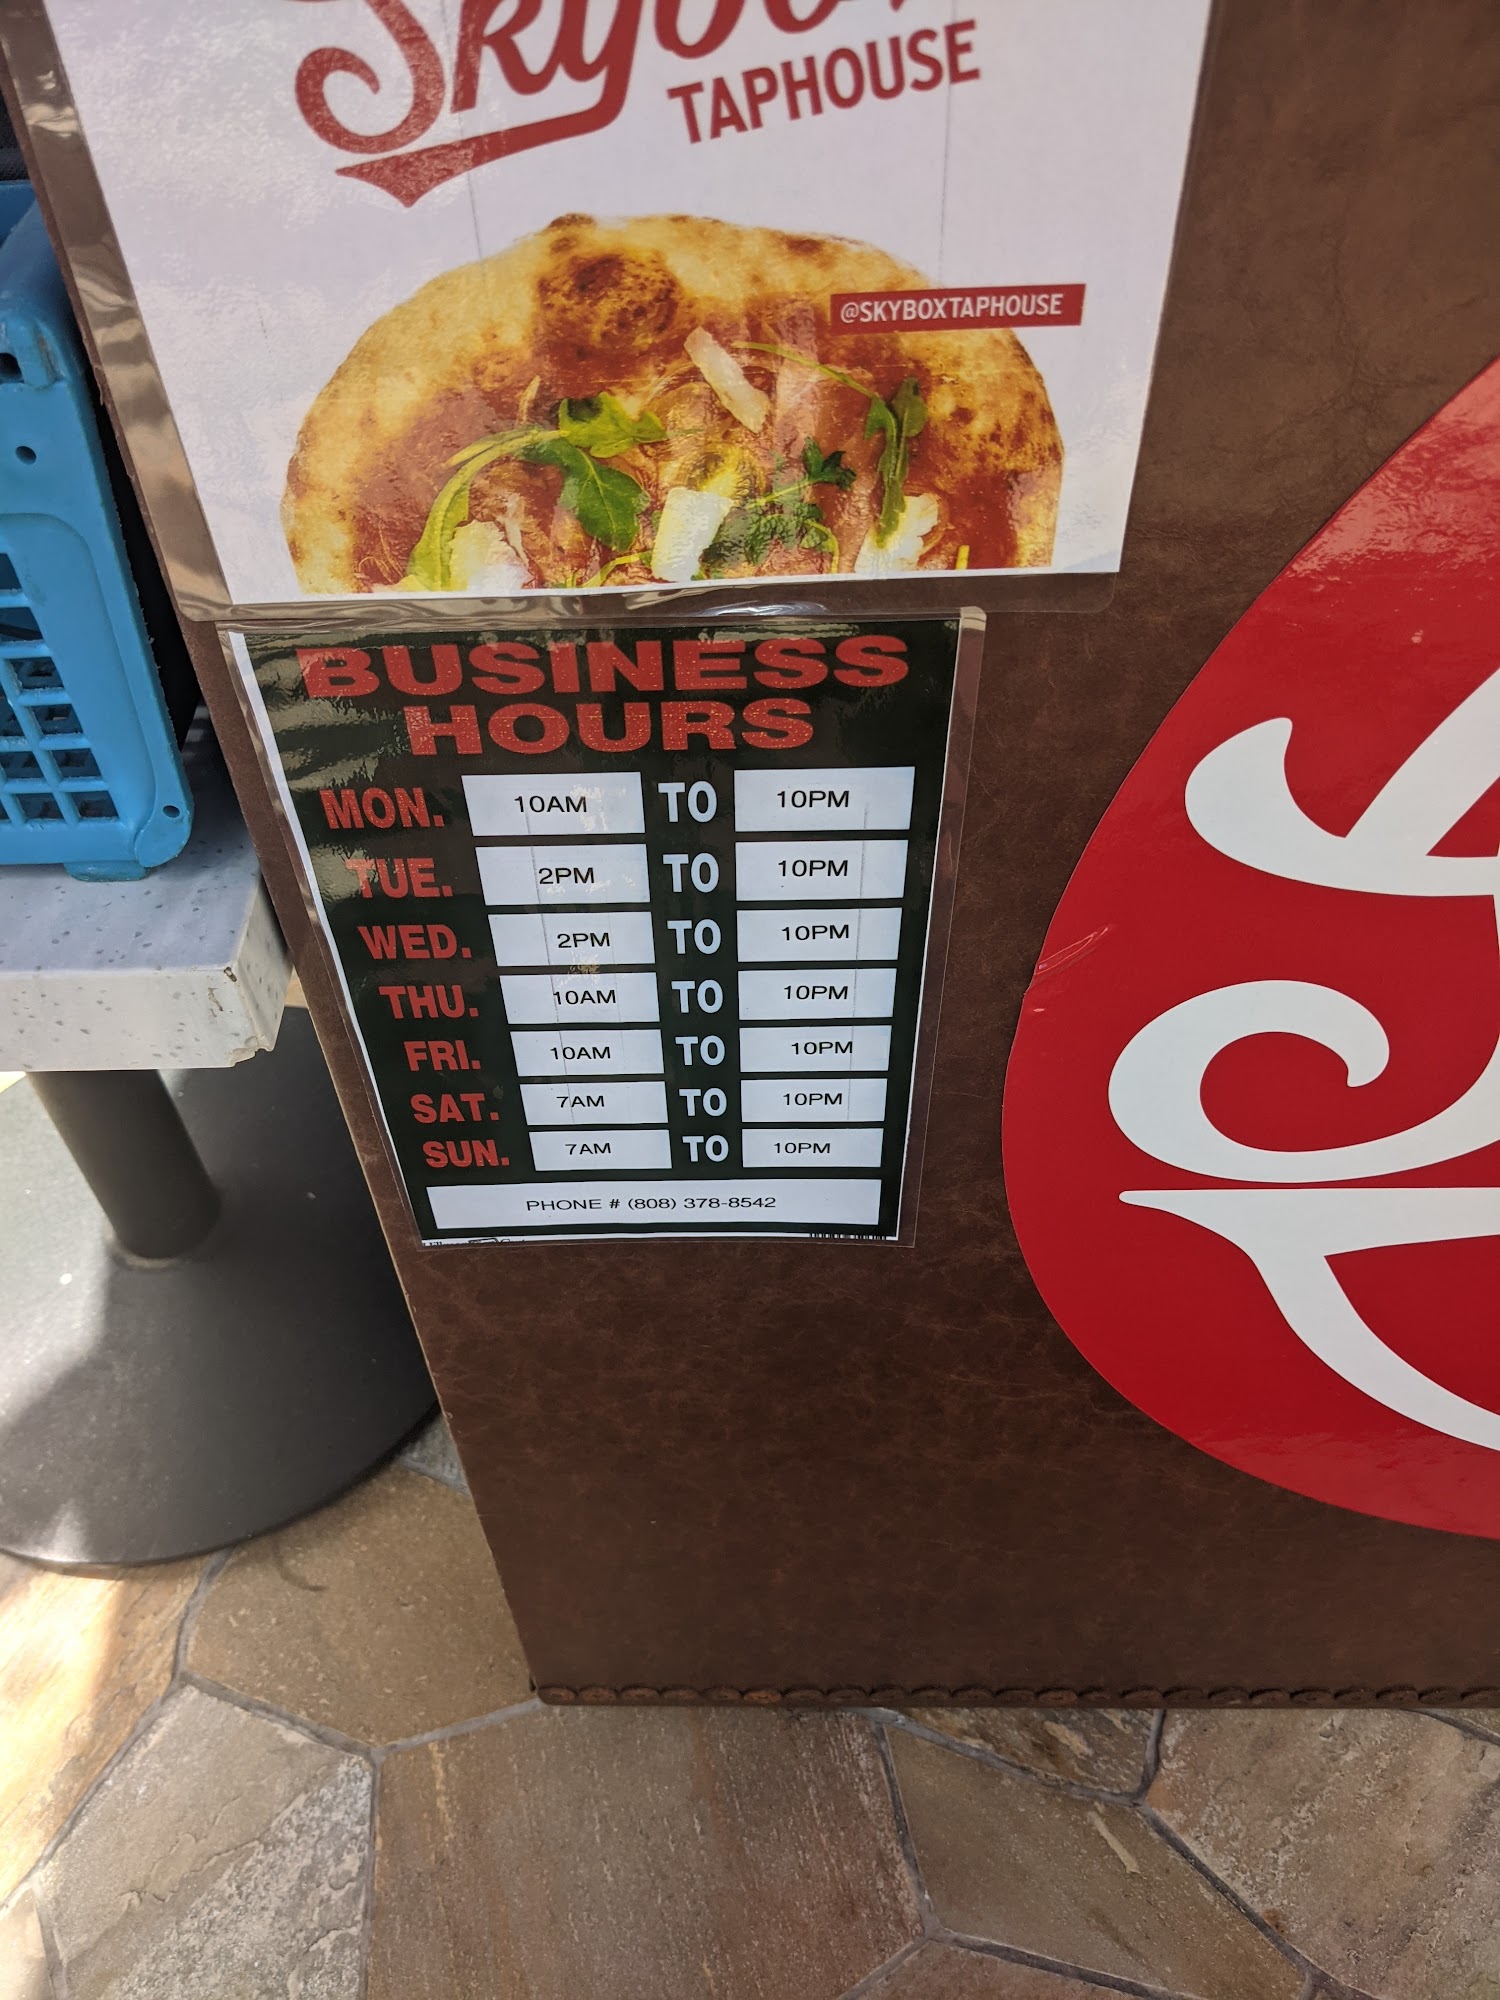 Skybox
TAPHOUSE
@SKYBOXTAPHOUSE
BUSINESS
HOURS
MON. 10AM TO 10PM
TUE. 2PM TO 10PM
WED. 2PM TO 10PM
THU. 10AM TO 10PM
FRI. 10AM TO 10PM
SAT. 7AM TO 10PM
SUN. 7AM TO 10PM
PHONE # (808) 378-8542